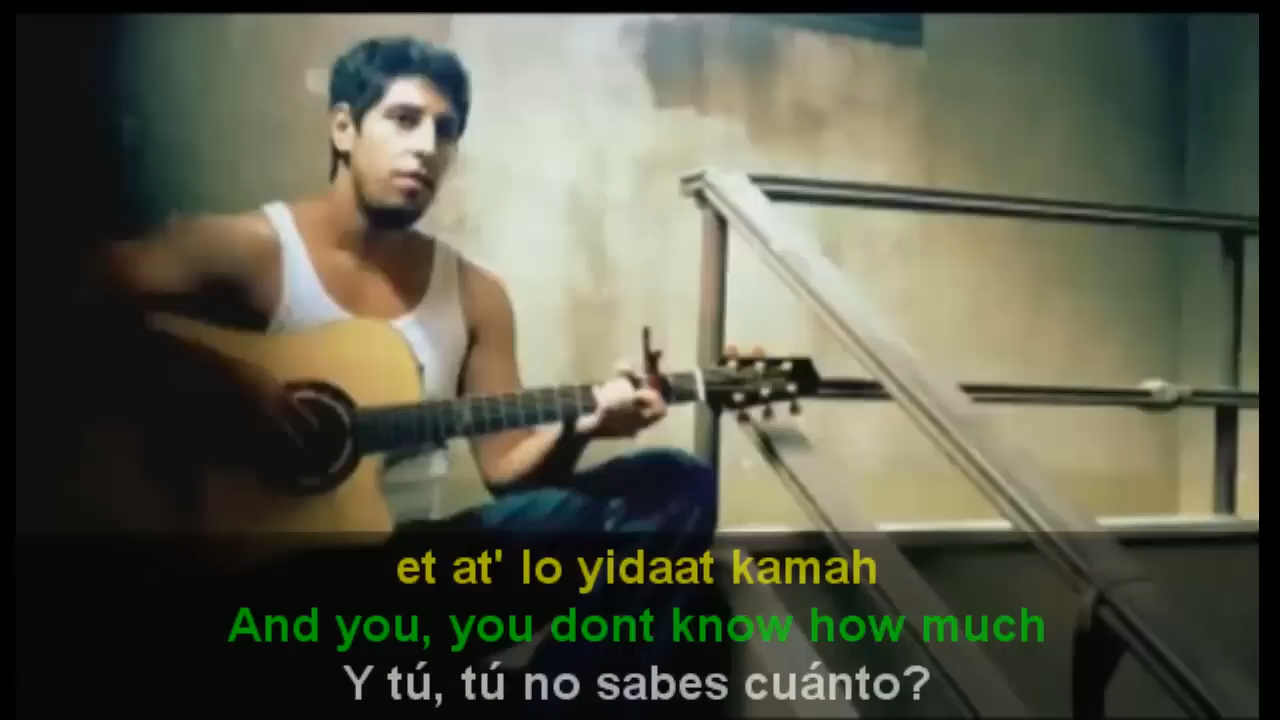 et at' lo yidaat kamah
And you, you dont know how much
Y tú, tú no sabes cuánto?